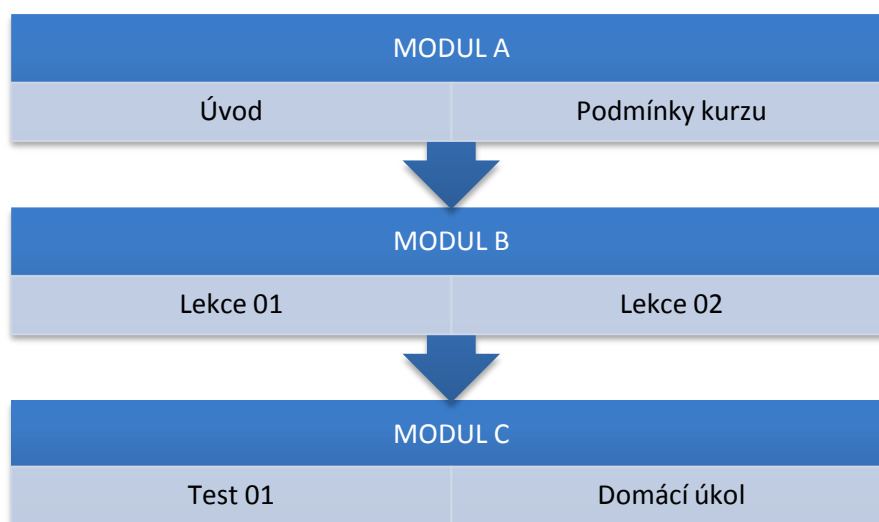 MODUL A
Úvod Podmínky kurzu
MODUL B
Lekce 01 Lekce 02
MODUL C
Test 01 Domácí úkol